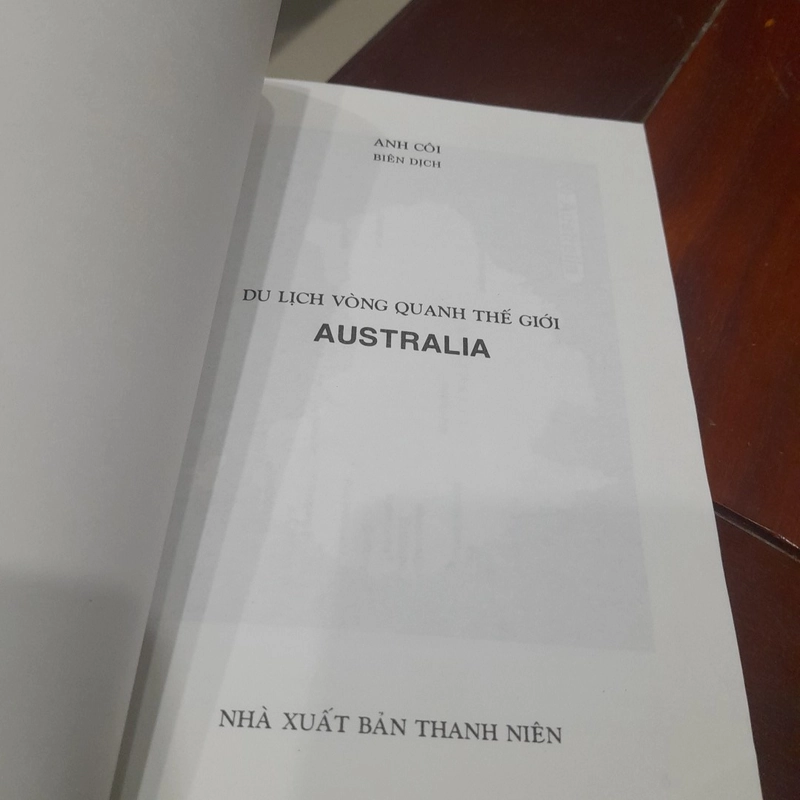 ANH CÔI
BIÊN DỊCH
DU LỊCH VÒNG QUANH THẾ GIỚI
AUSTRALIA
NHÀ XUẤT BẢN THANH NIÊN